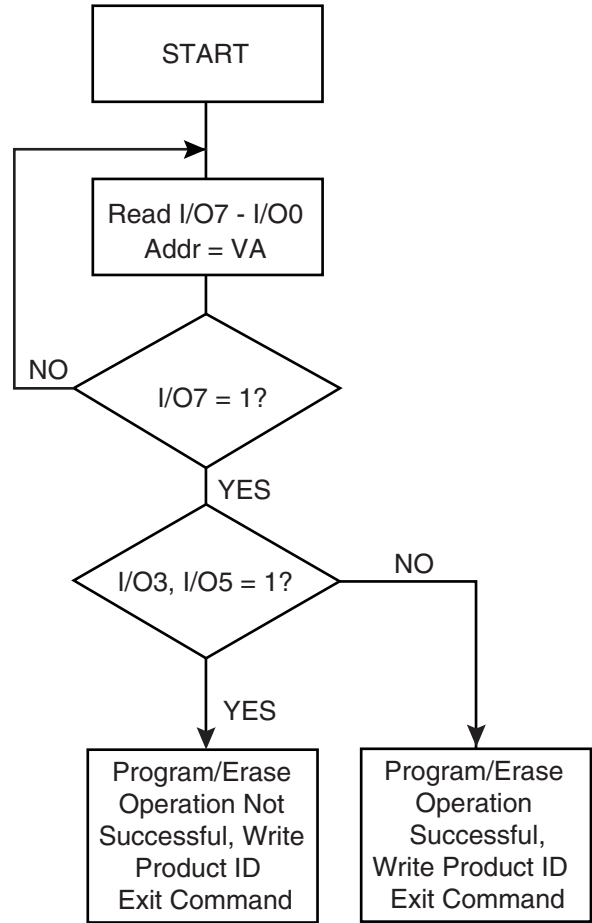 START
Read I/O7 - I/O0
Addr = VA
NO
I/O7 = 1?
YES
I/O3, I/O5 = 1?
NO
YES
Program/Erase
Operation Not
Successful, Write
Product ID
Exit Command
Program/Erase
Operation
Successful,
Write Product ID
Exit Command